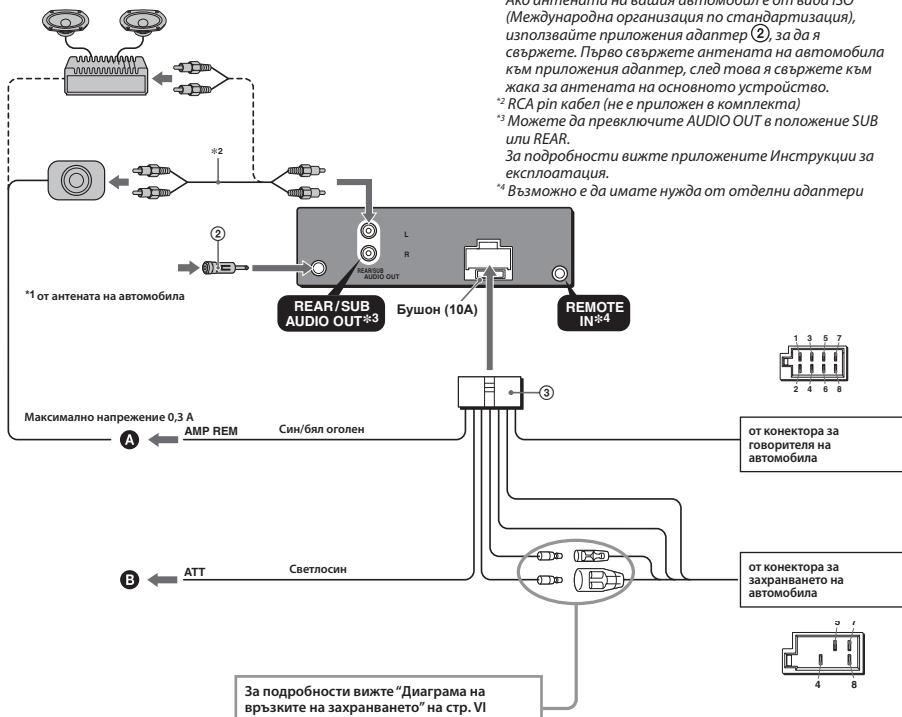 Ако антената на вашия автомобил е от вида ISO
(Международна организация по стандартизация),
използвайте приложения адаптер ②, за да я
свържете. Първо свържете антената на автомобила
към приложения адаптер, след това я свържете към
жака за антената на основното устройство.
*2 RCA pin кабел (не е приложен в комплекта)
*3 Можете да превключите AUDIO OUT в положение SUB
или REAR.
За подробности вижте приложените Инструкции за
експлоатация.
*4 Възможно е да имате нужда от отделни адаптери
*2
②
L
R
REAR/SUB
AUDIO OUT
*1 от антената на автомобила
REAR/SUB
AUDIO OUT*3
Бушон (10A)
REMOTE
IN*4
1 3 5 7
2 4 6 8
③
Максимално напрежение 0,3 А
A
AMP REM
Син/бял оголен
от конектора за
говорителя на
автомобила
B
ATT
Светлосин
от конектора за
захранването на
автомобила
5 7
4 8
За подробности вижте "Диаграма на
връзките на захранването" на стр. VI